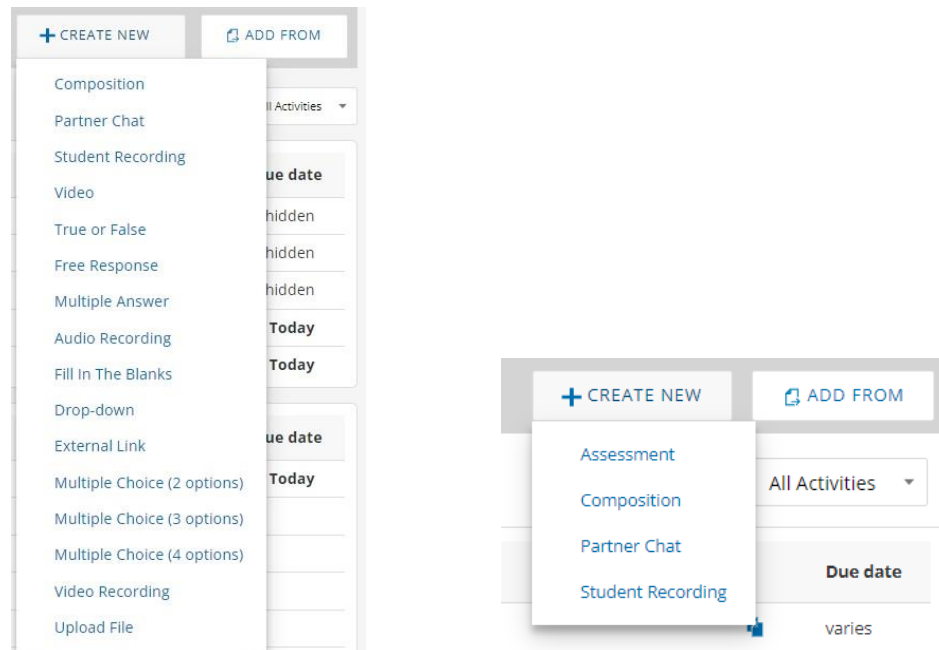 CREATE NEW
ADD FROM
Composition
Partner Chat
Student Recording
Video
True or False
Free Response
Multiple Answer
Audio Recording
Fill In The Blanks
Drop-down
External Link
Multiple Choice (2 options)
Multiple Choice (3 options)
Multiple Choice (4 options)
Video Recording
Upload File
ll Activities
ue date
hidden
hidden
hidden
Today
Today
ue date
Today
CREATE NEW
ADD FROM
Assessment
Composition
Partner Chat
Student Recording
All Activities
Due date
varies